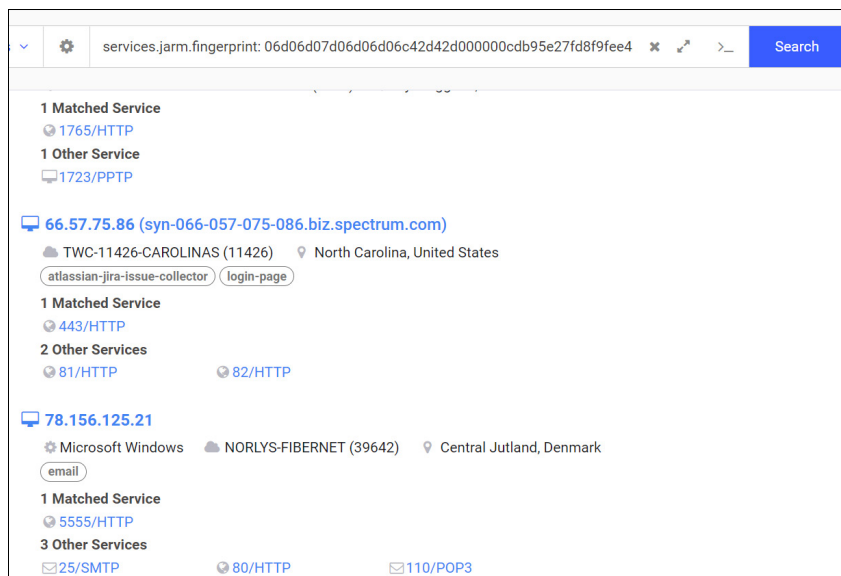 services.jarm.fingerprint: 06d06d07d06d06d06c42d42d000000cdb95e27fd8f9fee4 Search
1 Matched Service
1765/HTTP
1 Other Service
1723/PPTP
66.57.75.86 (syn-066-057-075-086.biz.spectrum.com)
TWC-11426-CAROLINAS (11426) North Carolina, United States
atlassian-jira-issue-collector login-page
1 Matched Service
443/HTTP
2 Other Services
81/HTTP 82/HTTP
78.156.125.21
Microsoft Windows NORLYS-FIBERNET (39642) Central Jutland, Denmark
email
1 Matched Service
5555/HTTP
3 Other Services
25/SMTP 80/HTTP 110/POP3